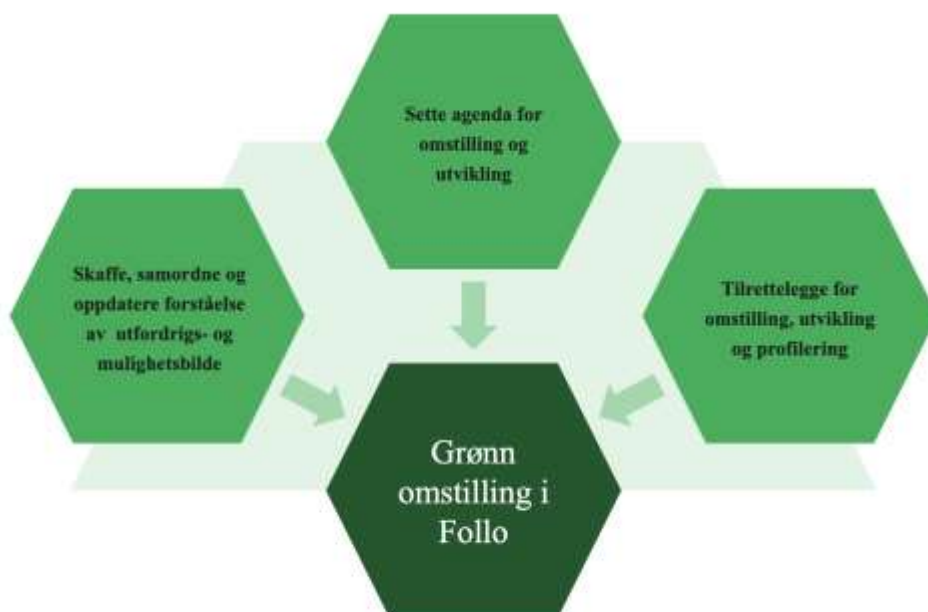 Sette agenda for
omstilling og
utvikling
Skaffe, samordne og
oppdatere forståelse
av utfordrigs- og
mulighetsbilde
Tilrettelegge for
omstilling, utvikling
og profilering
Grønn
omstilling i
Follo